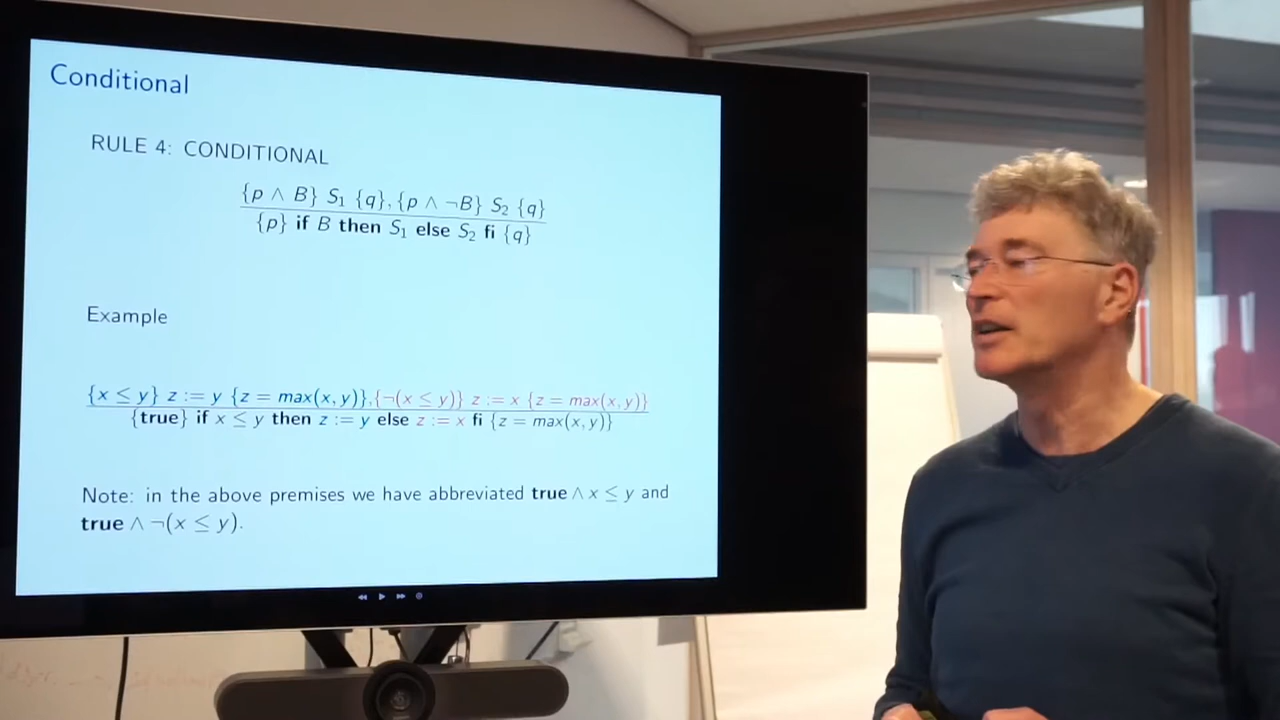 Conditional
RULE 4: CONDITIONAL
{p ∧ B} S₁ {q}, {p ∧ ¬B} S₂ {q}
{p} if B then S₁ else S₂ fi {q}
Example
{x ≤ y} z := y {z = max(x, y)},{¬(x ≤ y)} z := x {z = max(x, y)}
{true} if x ≤ y then z := y else z := x fi {z = max(x, y)}
Note: in the above premises we have abbreviated true ∧ x ≤ y and
true ∧ ¬(x ≤ y).